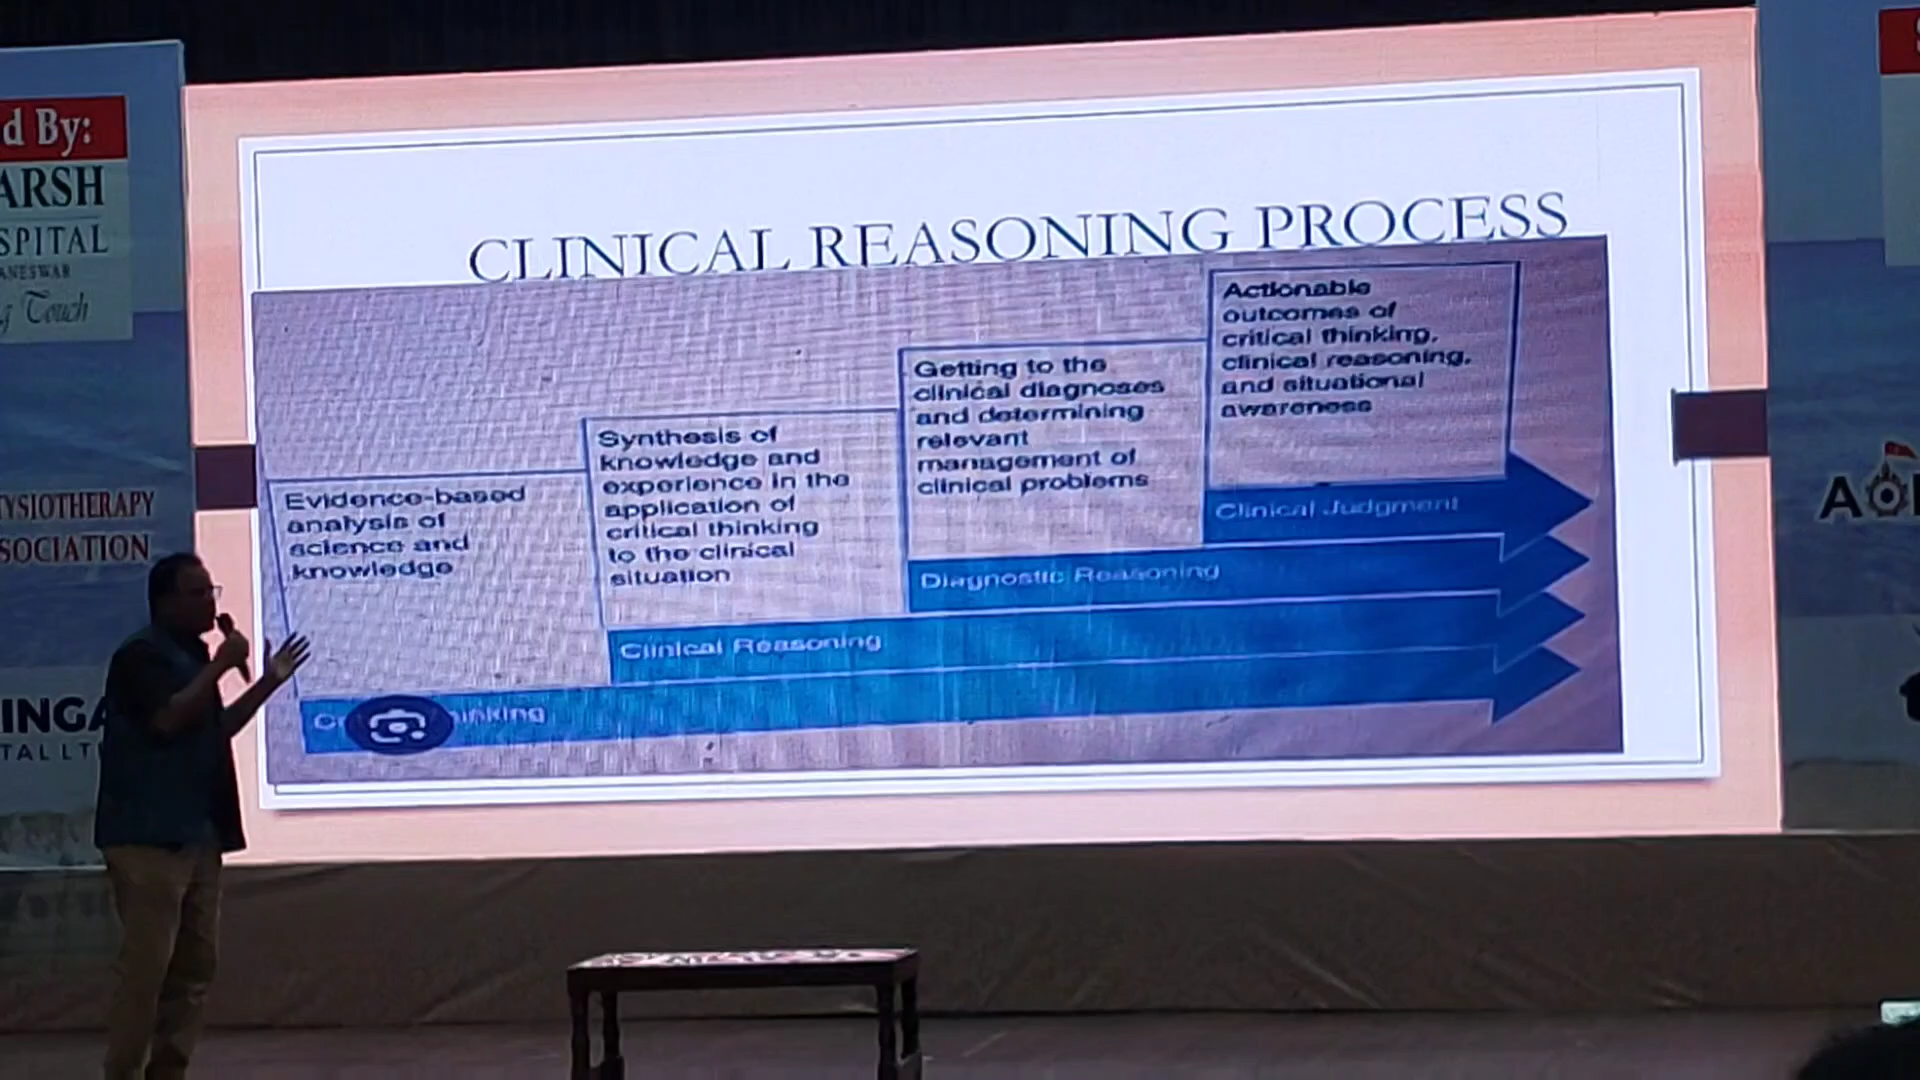 d By:
ARSH
SPITAL
ANESWAR
g Touch
YSIOTHERAPY
SOCIATION
INGA
TAL LT
CLINICAL REASONING PROCESS
Evidence-based
analysis of
science and
knowledge
Synthesis of
knowledge and
experience in the
application of
critical thinking
to the clinical
situation
Getting to the
clinical diagnoses
and determining
relevant
management of
clinical problems
Actionable
outcomes of
critical thinking,
clinical reasoning,
and situational
awareness
Clinical Judgment
Diagnostic Reasoning
Clinical Reasoning
inking